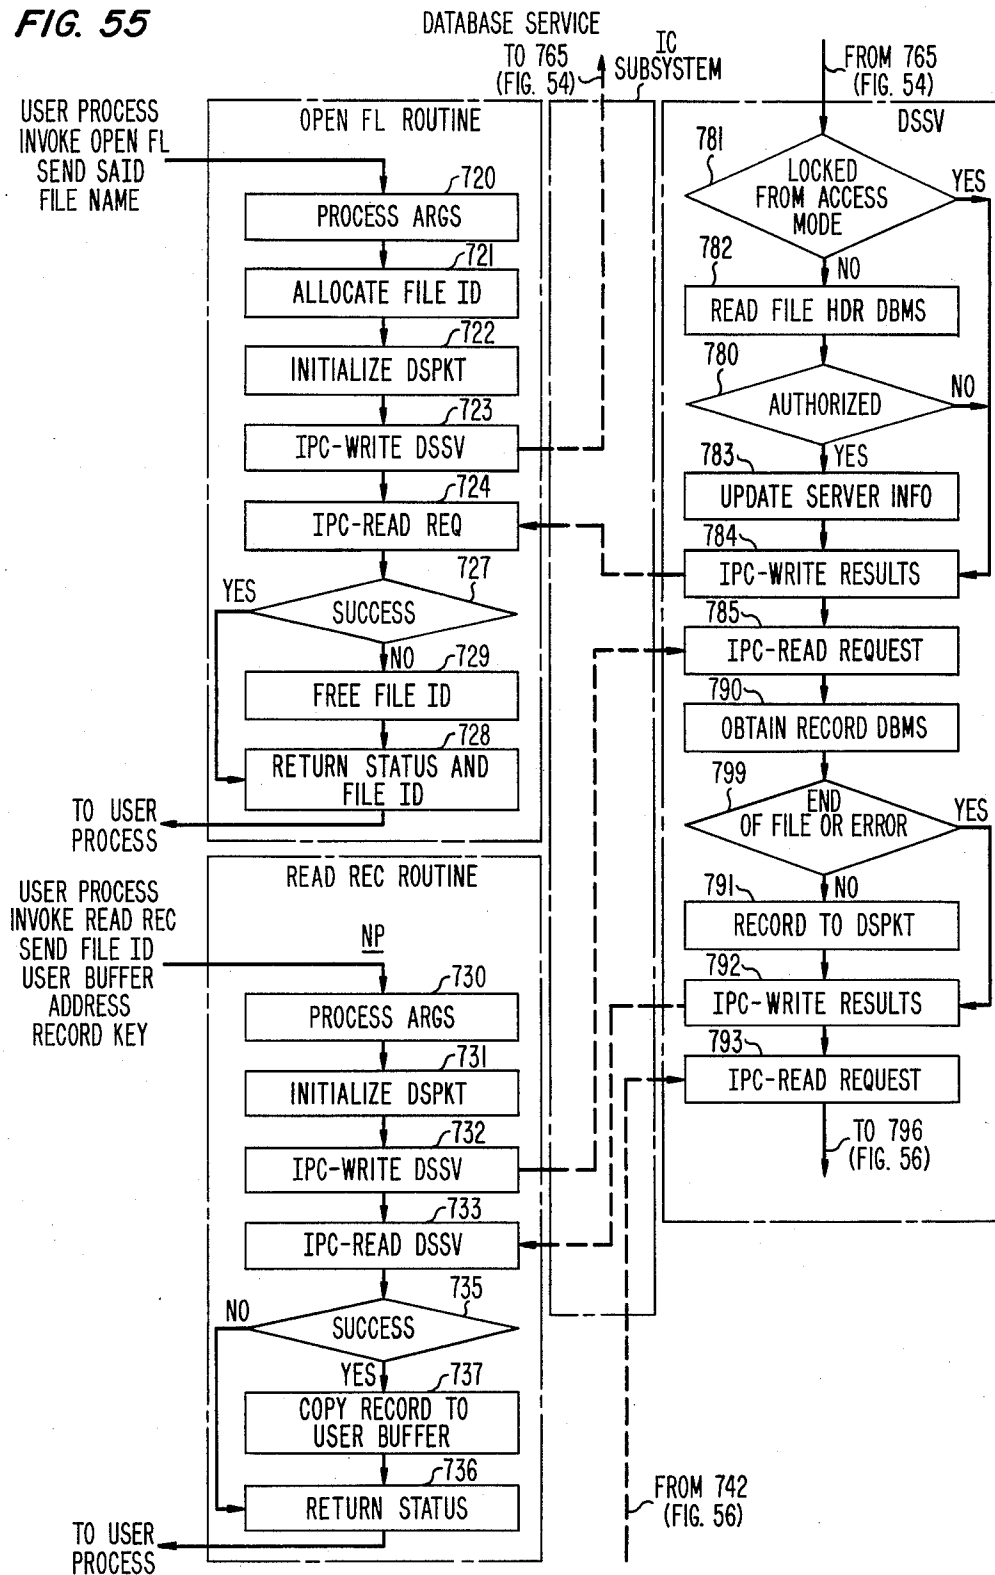 FIG. 55
DATABASE SERVICE
TO 765
(FIG. 54)
IC
SUBSYSTEM
FROM 765
(FIG. 54)
USER PROCESS
INVOKE OPEN FL
SEND SAID
FILE NAME
OPEN FL ROUTINE
720
PROCESS ARGS
721
ALLOCATE FILE ID
722
INITIALIZE DSPKT
723
IPC-WRITE DSSV
724
IPC-READ REQ
727
YES
SUCCESS
NO
729
FREE FILE ID
728
RETURN STATUS AND
FILE ID
TO USER
PROCESS
READ REC ROUTINE
USER PROCESS
INVOKE READ REC
SEND FILE ID
USER BUFFER
ADDRESS
RECORD KEY
NP
730
PROCESS ARGS
731
INITIALIZE DSPKT
732
IPC-WRITE DSSV
733
IPC-READ DSSV
735
NO
SUCCESS
YES
737
COPY RECORD TO
USER BUFFER
736
RETURN STATUS
TO USER
PROCESS
DSSV
781
LOCKED
FROM ACCESS
MODE
YES
NO
782
READ FILE HDR DBMS
780
AUTHORIZED
NO
YES
783
UPDATE SERVER INFO
784
IPC-WRITE RESULTS
785
IPC-READ REQUEST
790
OBTAIN RECORD DBMS
799
END
OF FILE OR ERROR
YES
NO
791
RECORD TO DSPKT
792
IPC-WRITE RESULTS
793
IPC-READ REQUEST
TO 796
(FIG. 56)
FROM 742
(FIG. 56)